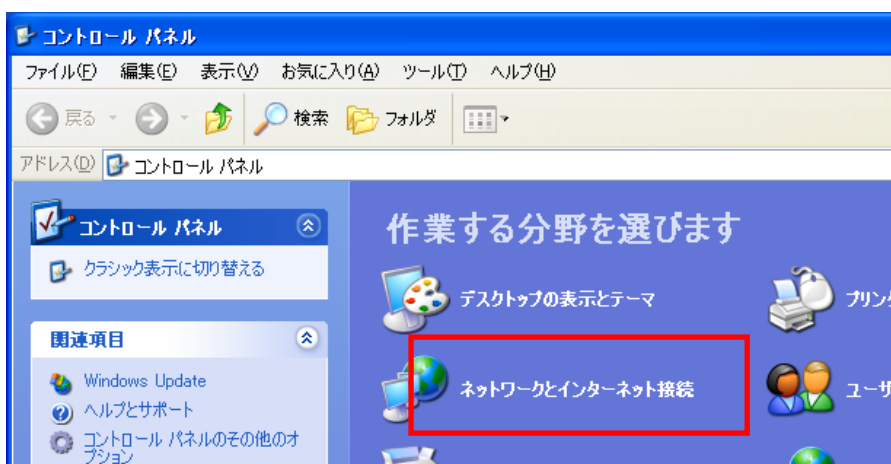 コントロール パネル
ファイル(F) 編集(E) 表示(V) お気に入り(A) ツール(T) ヘルプ(H)
戻る 検索 フォルダ
アドレス(D) コントロール パネル
コントロール パネル
クラシック表示に切り替える
関連項目
Windows Update
ヘルプとサポート
コントロール パネルのその他のオ
プション
作業する分野を選びます
デスクトップの表示とテーマ
プリン
ネットワークとインターネット接続
ユーザ